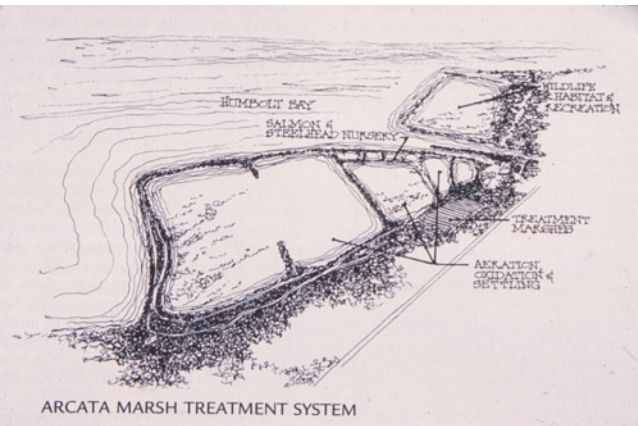 HUMBOLT BAY
SALMON &
STEELHEAD NURSERY
WILDLIFE
HABITAT &
RECREATION
TREATMENT
MARSHES
AERATION
OXIDATION &
SETTLING
ARCATA MARSH TREATMENT SYSTEM